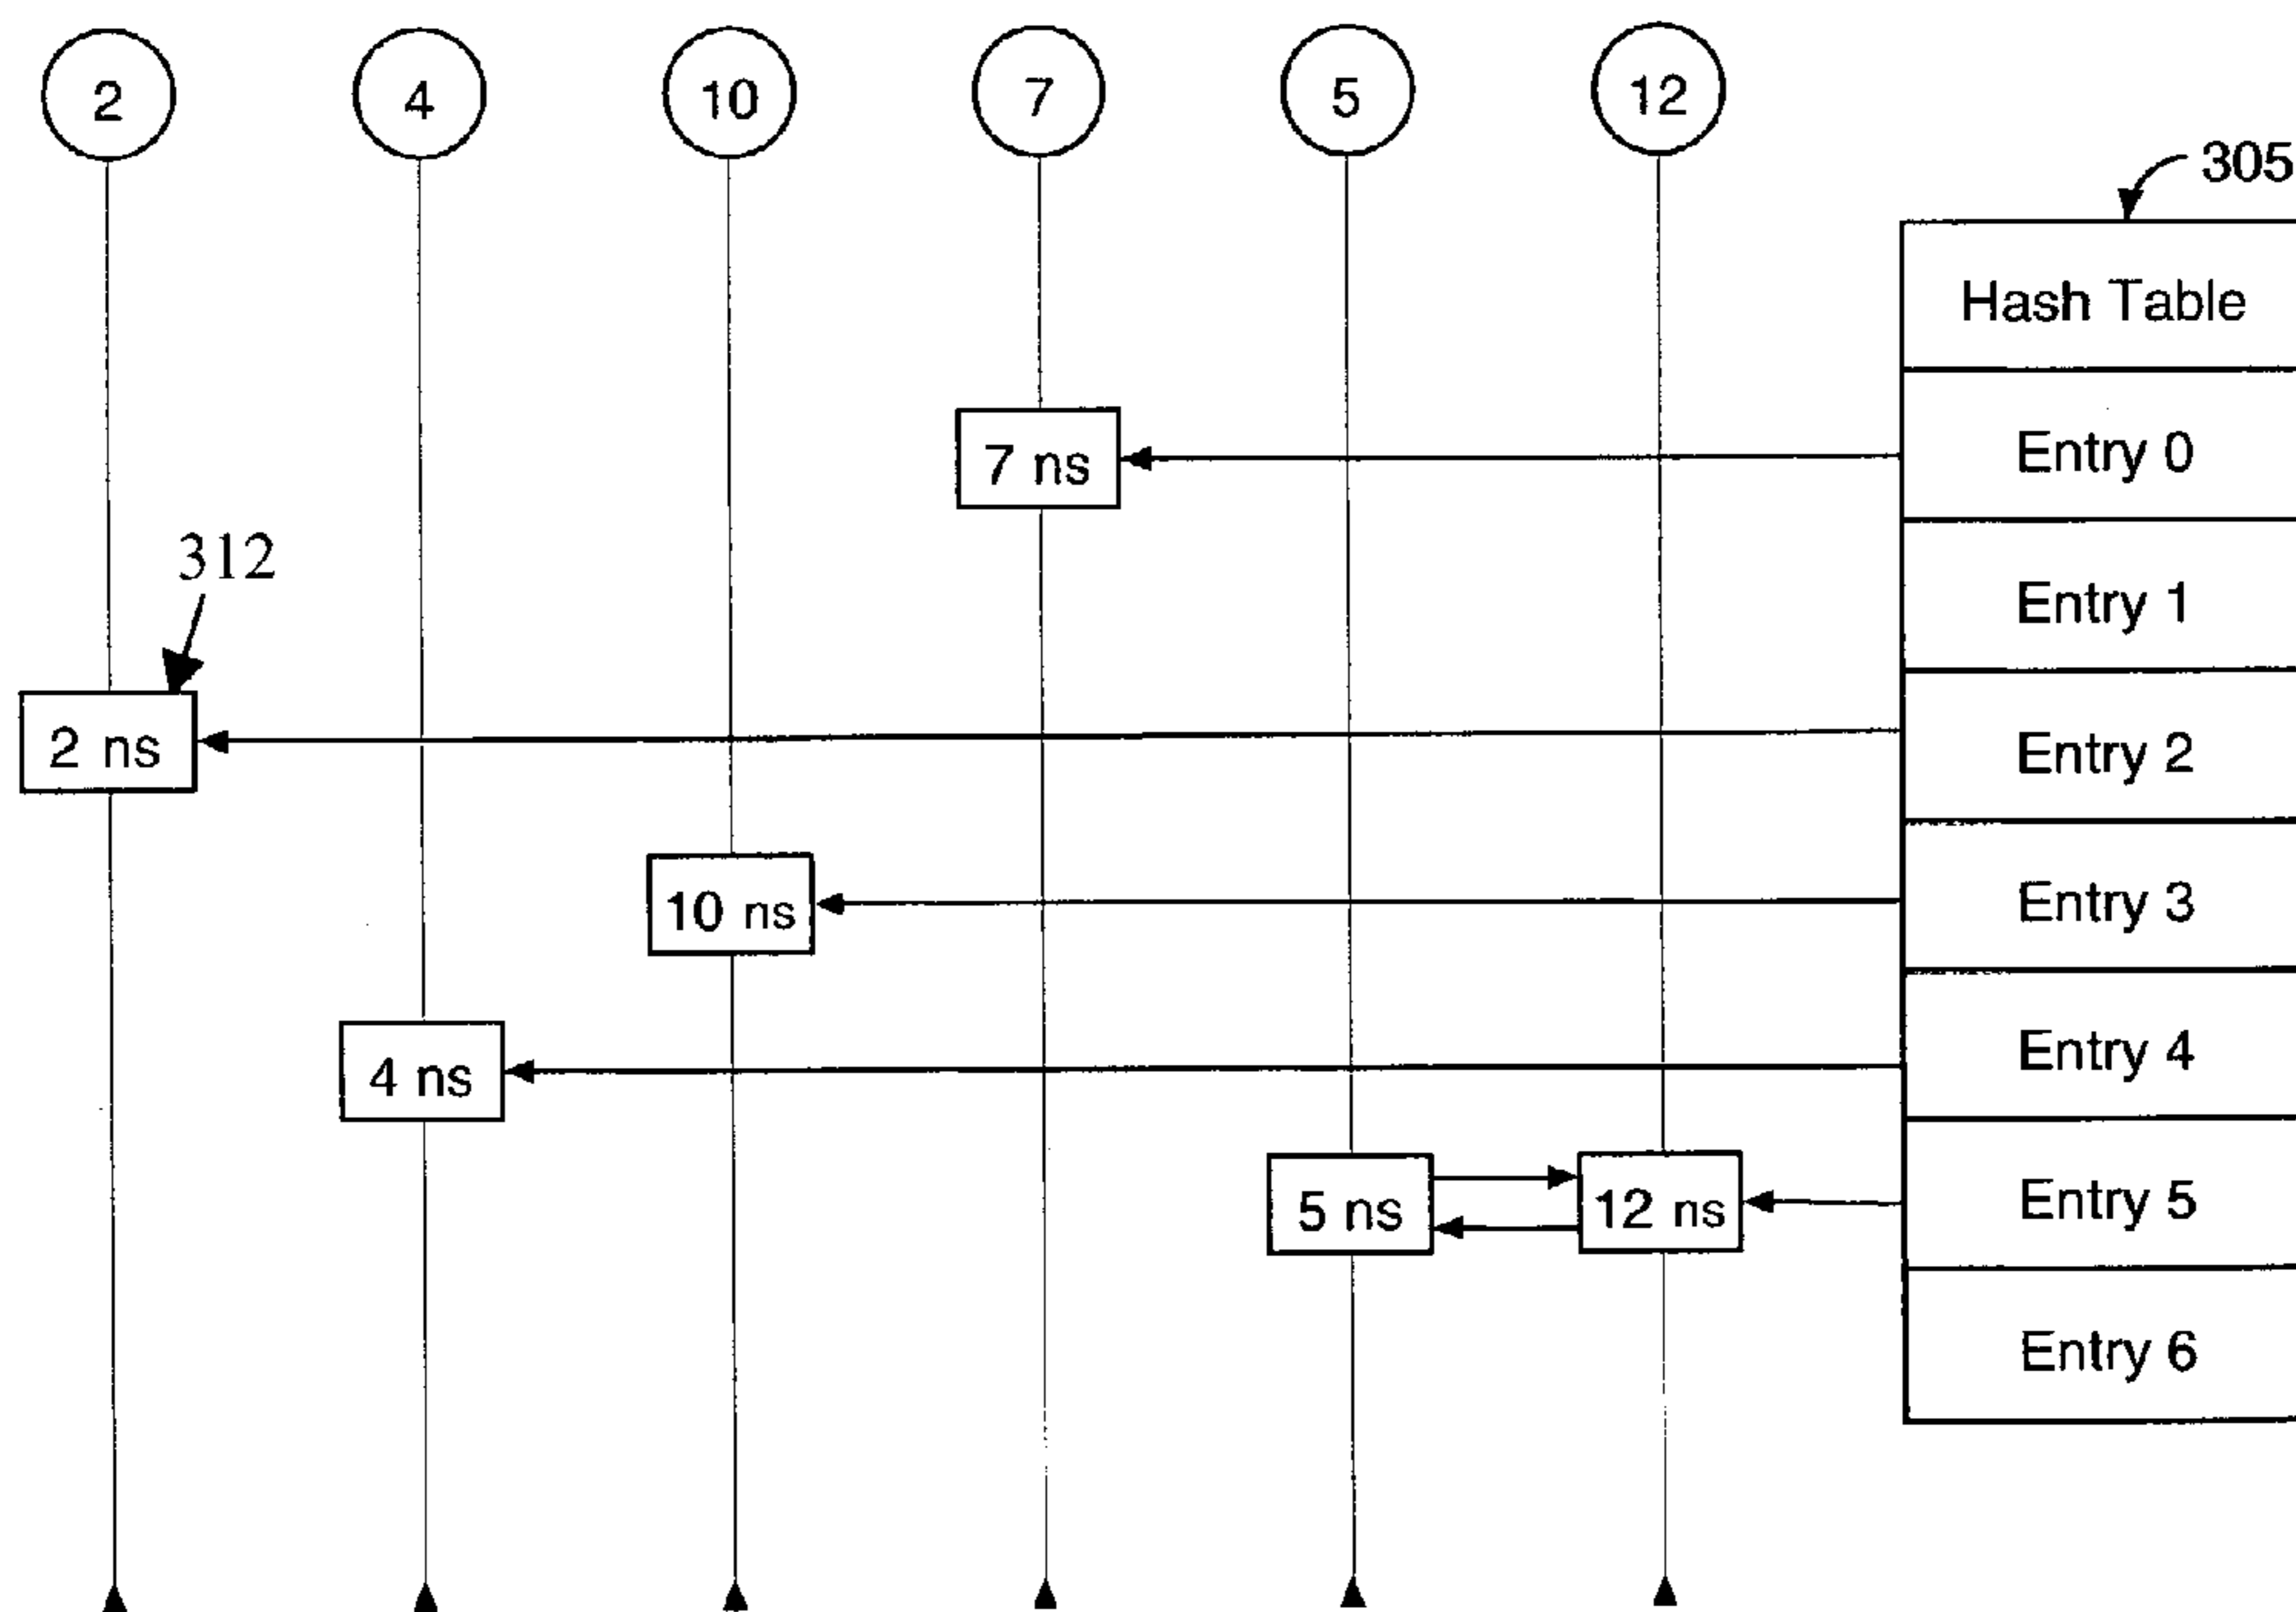 2 4 10 7 5 12
305
Hash Table
7 ns
Entry 0
312
Entry 1
2 ns
Entry 2
10 ns
Entry 3
4 ns
Entry 4
5 ns
12 ns
Entry 5
Entry 6